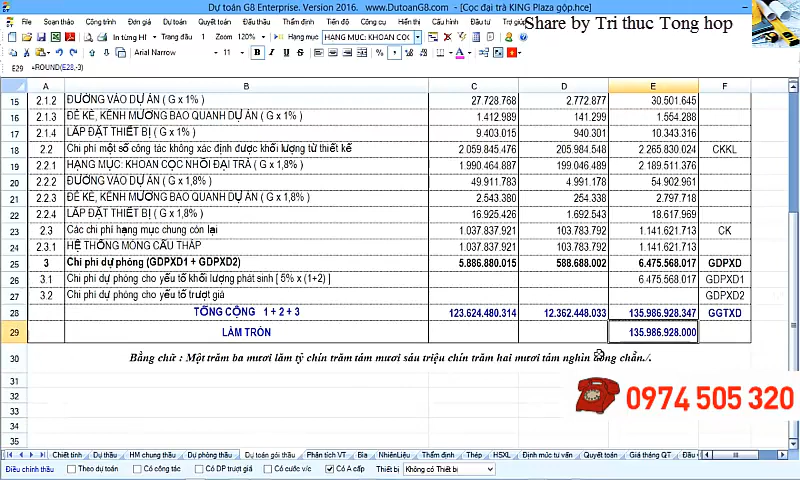 Dự toán G8 Enterprise. Version 2016. www.DutoanG8.com - [Cọc đại trà KING Plaza gộp.hce]
File Soạn thảo Công trình Đơn giá Dự toán Quyết toán Đấu thầu Thẩm định Tiến độ Công cụ Hiển thị Cửa sổ Đầu tư Trợ giúp
Share by Tri thuc Tong hop
In từng HT Trang đầu 1 Zoom 120% Hạng mục HẠNG MỤC: KHOAN CỌC
Arial Narrow 11
E29 =ROUND(E28,-3)
A B C D E F
15 2.1.2 ĐƯỜNG VÀO DỰ ÁN ( G x 1% ) 27.728.768 2.772.877 30.501.645
16 2.1.3 ĐÊ KÈ, KÊNH MƯƠNG BAO QUANH DỰ ÁN ( G x 1% ) 1.412.989 141.299 1.554.288
17 2.1.4 LẮP ĐẶT THIẾT BỊ ( G x 1% ) 9.403.015 940.301 10.343.316
18 2.2 Chi phí một số công tác không xác định được khối lượng từ thiết kế 2.059.845.476 205.984.548 2.265.830.024 CKKL
19 2.2.1 HẠNG MỤC: KHOAN CỌC NHỒI ĐẠI TRÀ ( G x 1,8% ) 1.990.464.887 199.046.489 2.189.511.376
20 2.2.2 ĐƯỜNG VÀO DỰ ÁN ( G x 1,8% ) 49.911.783 4.991.178 54.902.961
21 2.2.3 ĐÊ KÈ, KÊNH MƯƠNG BAO QUANH DỰ ÁN ( G x 1,8% ) 2.543.380 254.338 2.797.718
22 2.2.4 LẮP ĐẶT THIẾT BỊ ( G x 1,8% ) 16.925.426 1.692.543 18.617.969
23 2.3 Các chi phí hạng mục chung còn lại 1.037.837.921 103.783.792 1.141.621.713 CK
24 2.3.1 HỆ THỐNG MÓNG CẨU THÁP 1.037.837.921 103.783.792 1.141.621.713
25 3 Chi phí dự phòng (GDPXD1 + GDPXD2) 5.886.880.015 588.688.002 6.475.568.017 GDPXD
26 3.1 Chi phí dự phòng cho yếu tố khối lượng phát sinh [ 5% x (1+2) ] 6.475.568.017 GDPXD1
27 3.2 Chi phí dự phòng cho yếu tố trượt giá GDPXD2
28 TỔNG CỘNG 1 + 2 + 3 123.624.480.314 12.362.448.033 135.986.928.347 GGTXD
29 LÀM TRÒN 135.986.928.000
30 Bằng chữ : Một trăm ba mươi lăm tỷ chín trăm tám mươi sáu triệu chín trăm hai mươi tám nghìn đồng chẵn./.
31
32
33
34
35
0974 505 320
Chiết tính Dự thầu HM chung thầu Dự phòng thầu Dự toán gói thầu Phân tích VT Bìa NhiênLiệu Thẩm định Thép HSXL Định mức tư vấn Quyết toán Giá tháng QT Đầu
Điều chỉnh thầu Theo dự toán Có công tác Có DP trượt giá Có cước v/c Có A cấp Thiết bị Không có Thiết bị